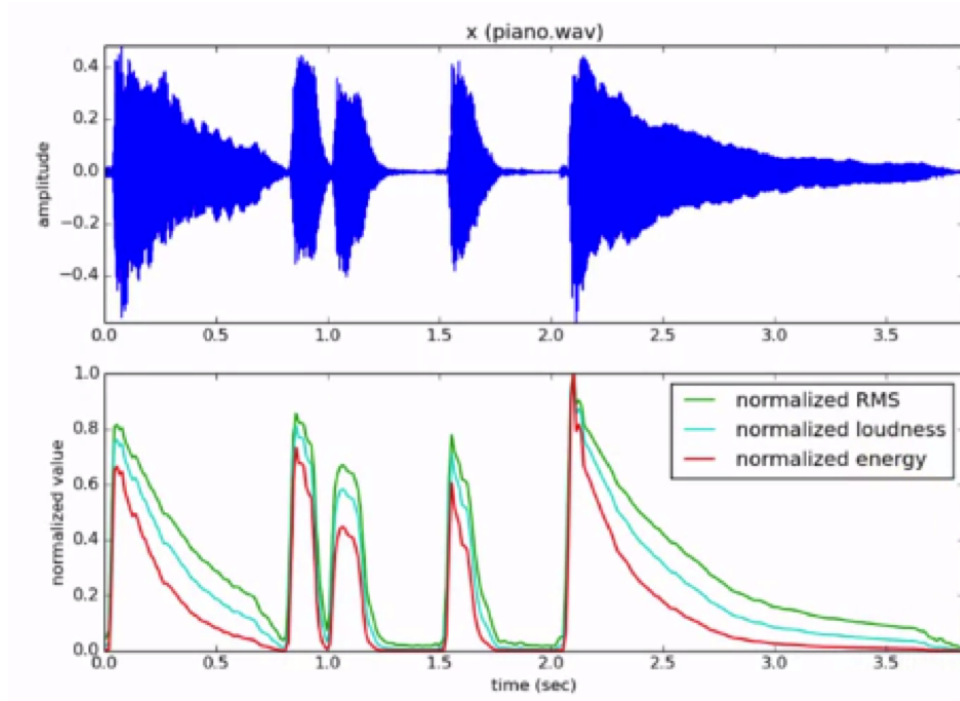 x (piano.wav)
amplitude
0.4
0.2
0.0
−0.2
−0.4
0.0 0.5 1.0 1.5 2.0 2.5 3.0 3.5
normalized value
1.0
0.8
0.6
0.4
0.2
0.0
normalized RMS
normalized loudness
normalized energy
0.0 0.5 1.0 1.5 2.0 2.5 3.0 3.5
time (sec)